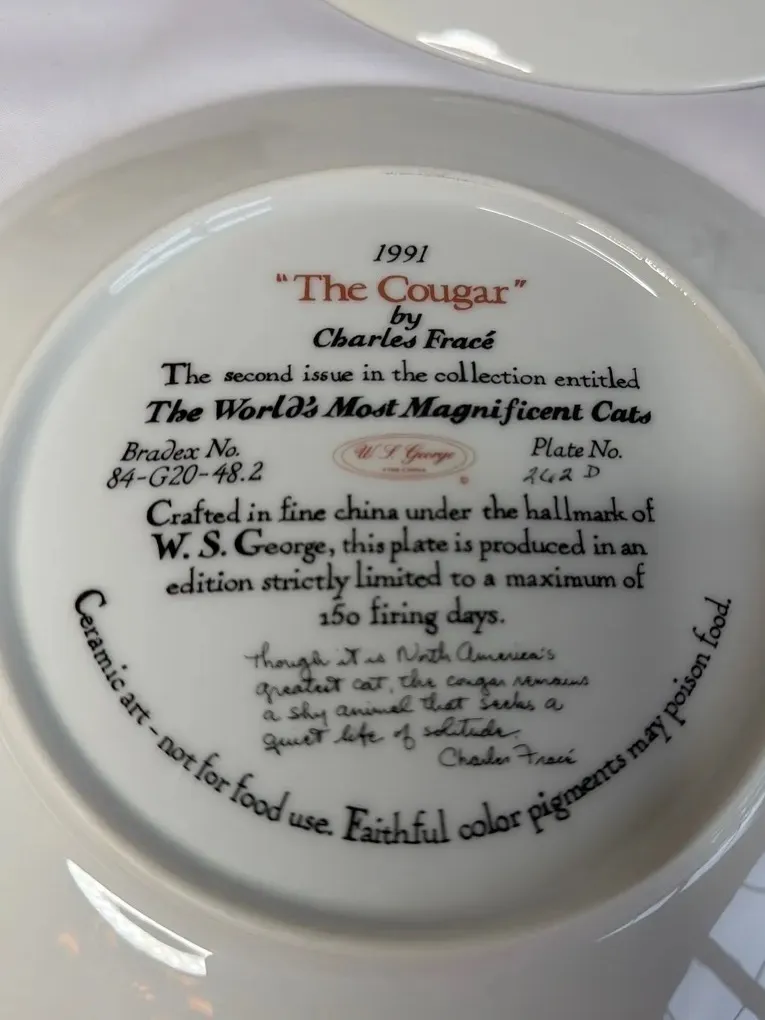 1991
"The Cougar"
by
Charles Fracé
The second issue in the collection entitled
The World's Most Magnificent Cats
Bradex No.
84-G20-48.2
W. S. George
FINE CHINA
©
Plate No.
242 D
Crafted in fine china under the hallmark of
W. S. George, this plate is produced in an
edition strictly limited to a maximum of
150 firing days.
Though it is North America's
greatest cat, the cougar remains
a shy animal that seeks a
quiet life of solitude.
Charles Fracé
Ceramic art - not for food use. Faithful color pigments may poison food.